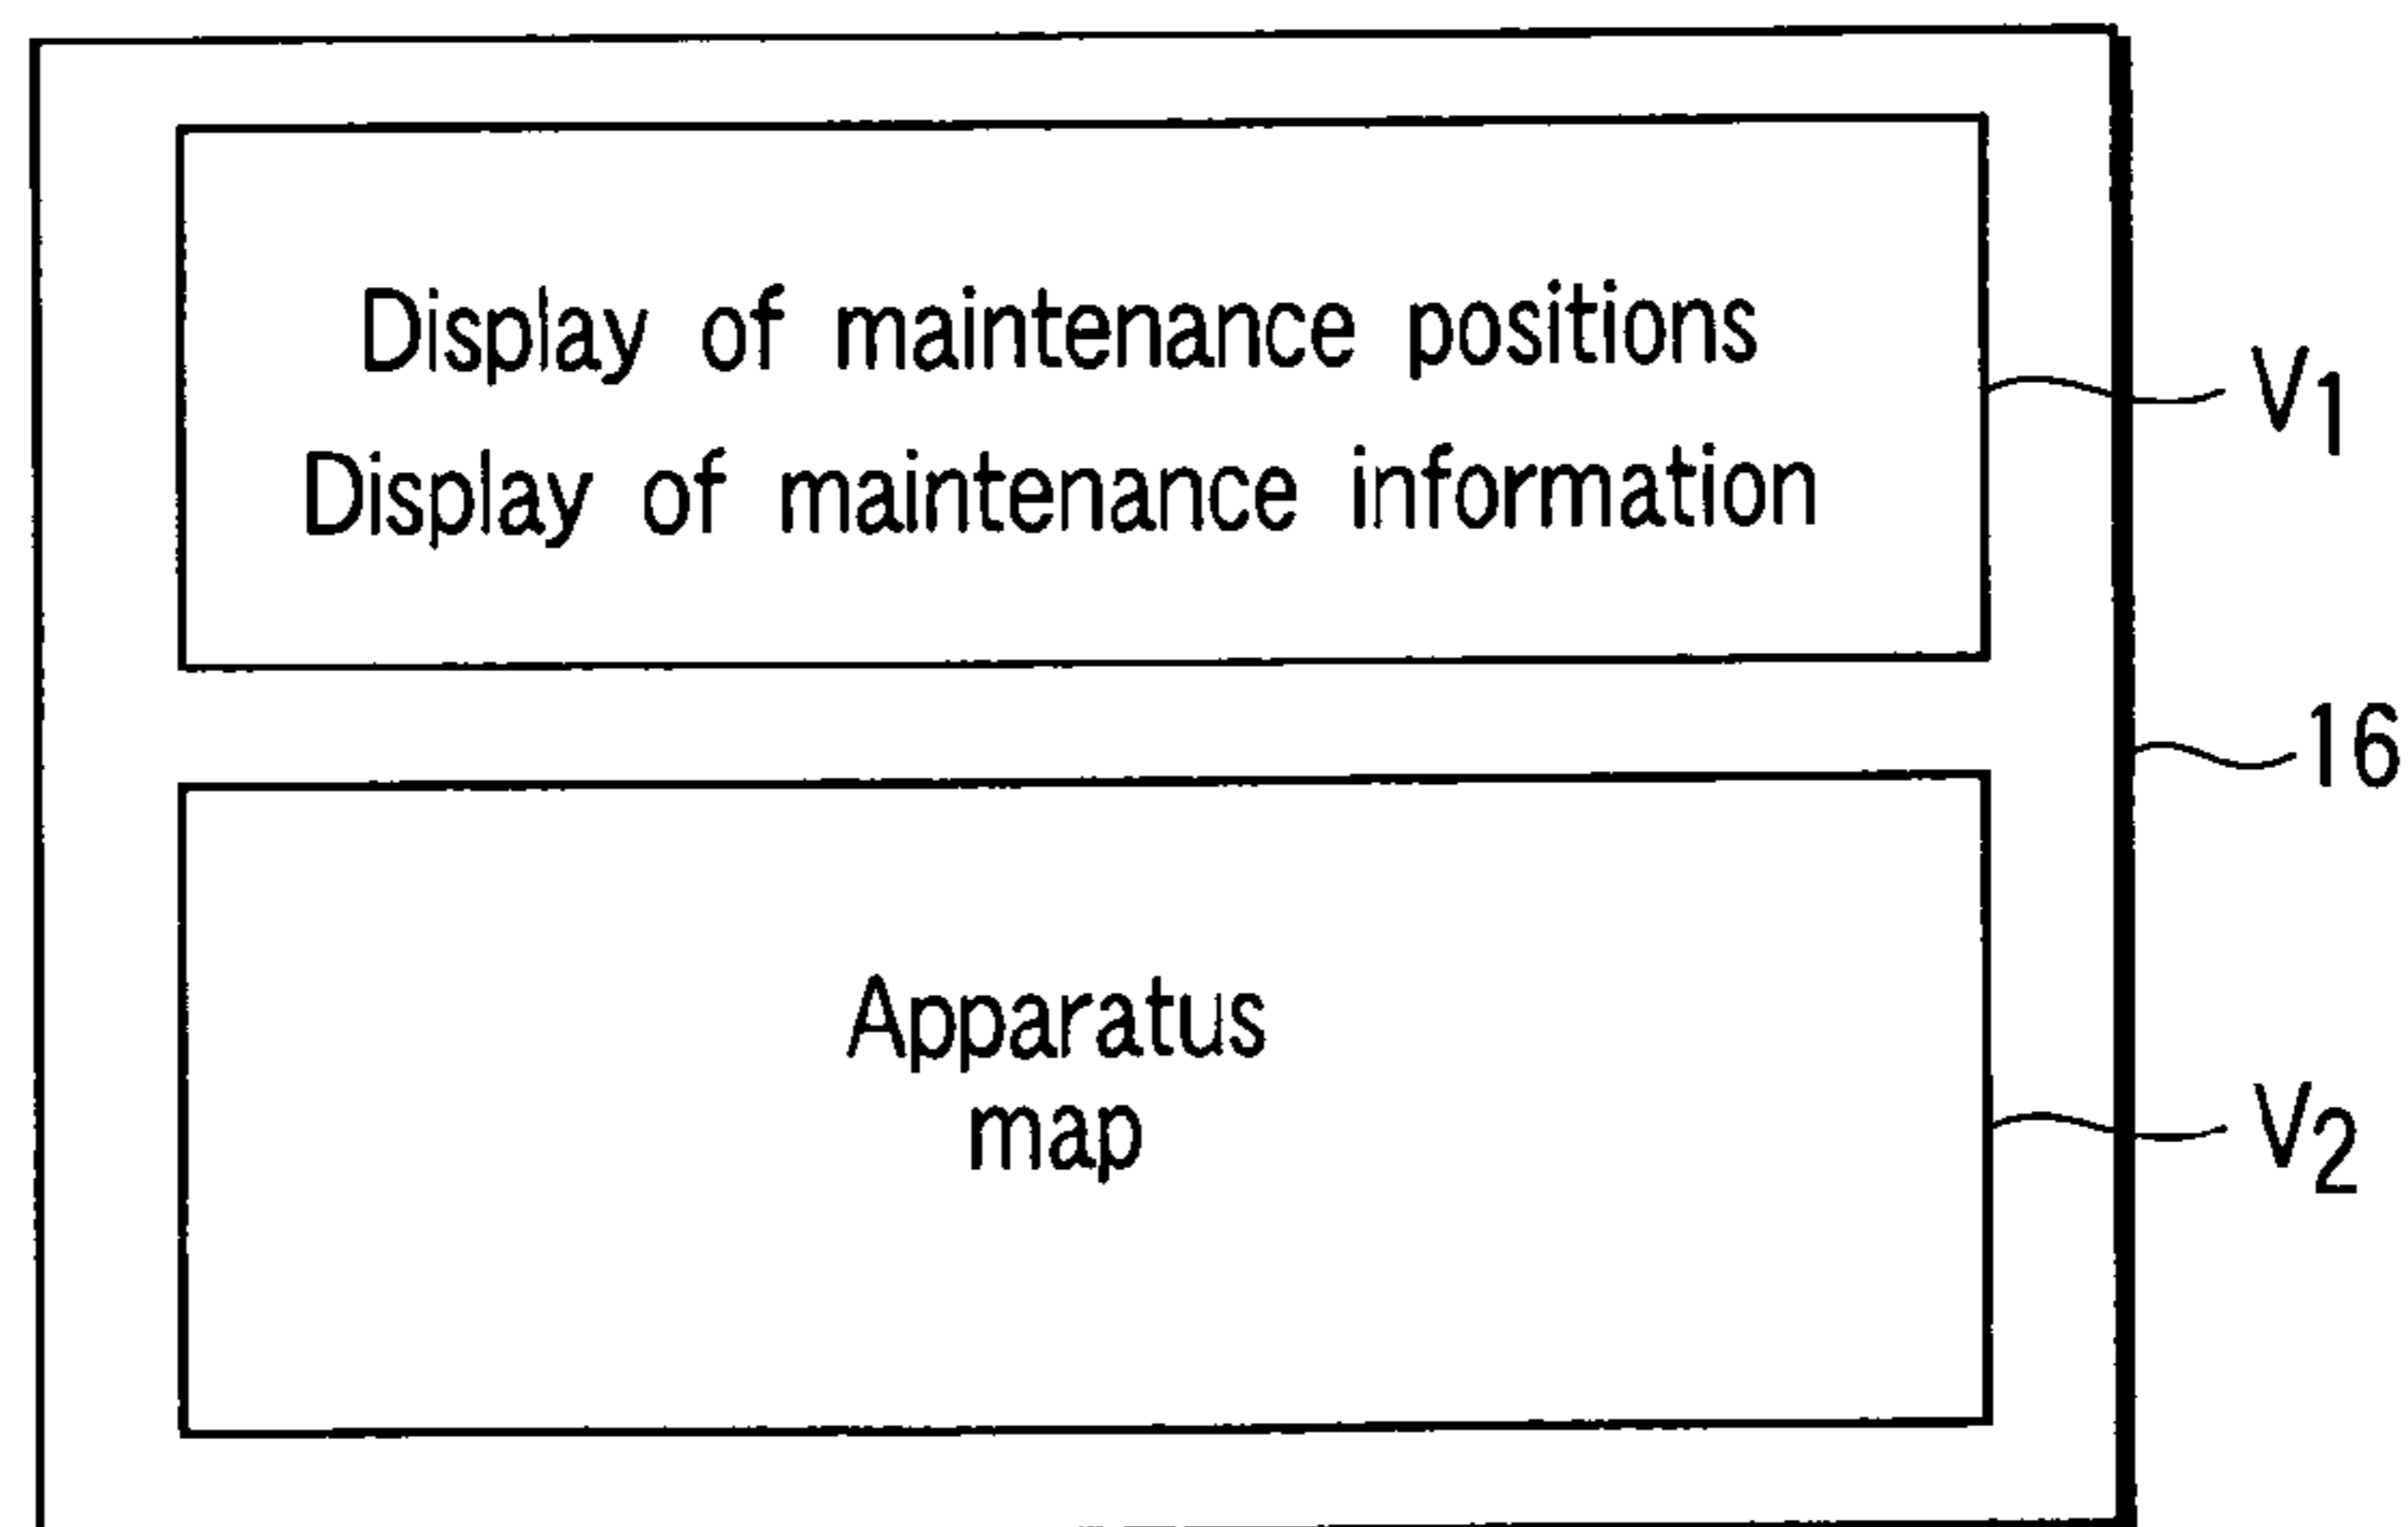 Display of maintenance positions
Display of maintenance information
V1
16
Apparatus
map
V2